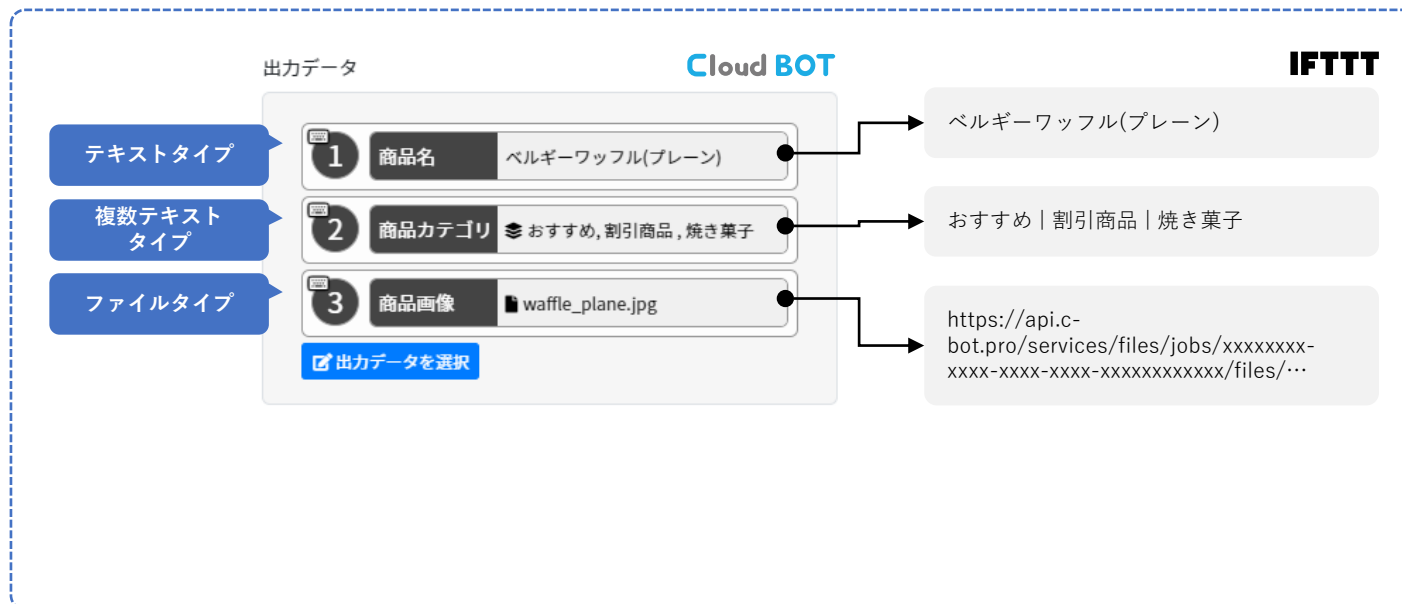 出力データ
Cloud BOT
IFTTT
テキストタイプ
1 商品名 ベルギーワッフル(プレーン)
ベルギーワッフル(プレーン)
複数テキスト
タイプ
2 商品カテゴリ おすすめ, 割引商品 , 焼き菓子
おすすめ | 割引商品 | 焼き菓子
ファイルタイプ
3 商品画像 waffle_plane.jpg
https://api.c-
bot.pro/services/files/jobs/xxxxxxxx-
xxxx-xxxx-xxxx-xxxxxxxxxxxx/files/…
出力データを選択